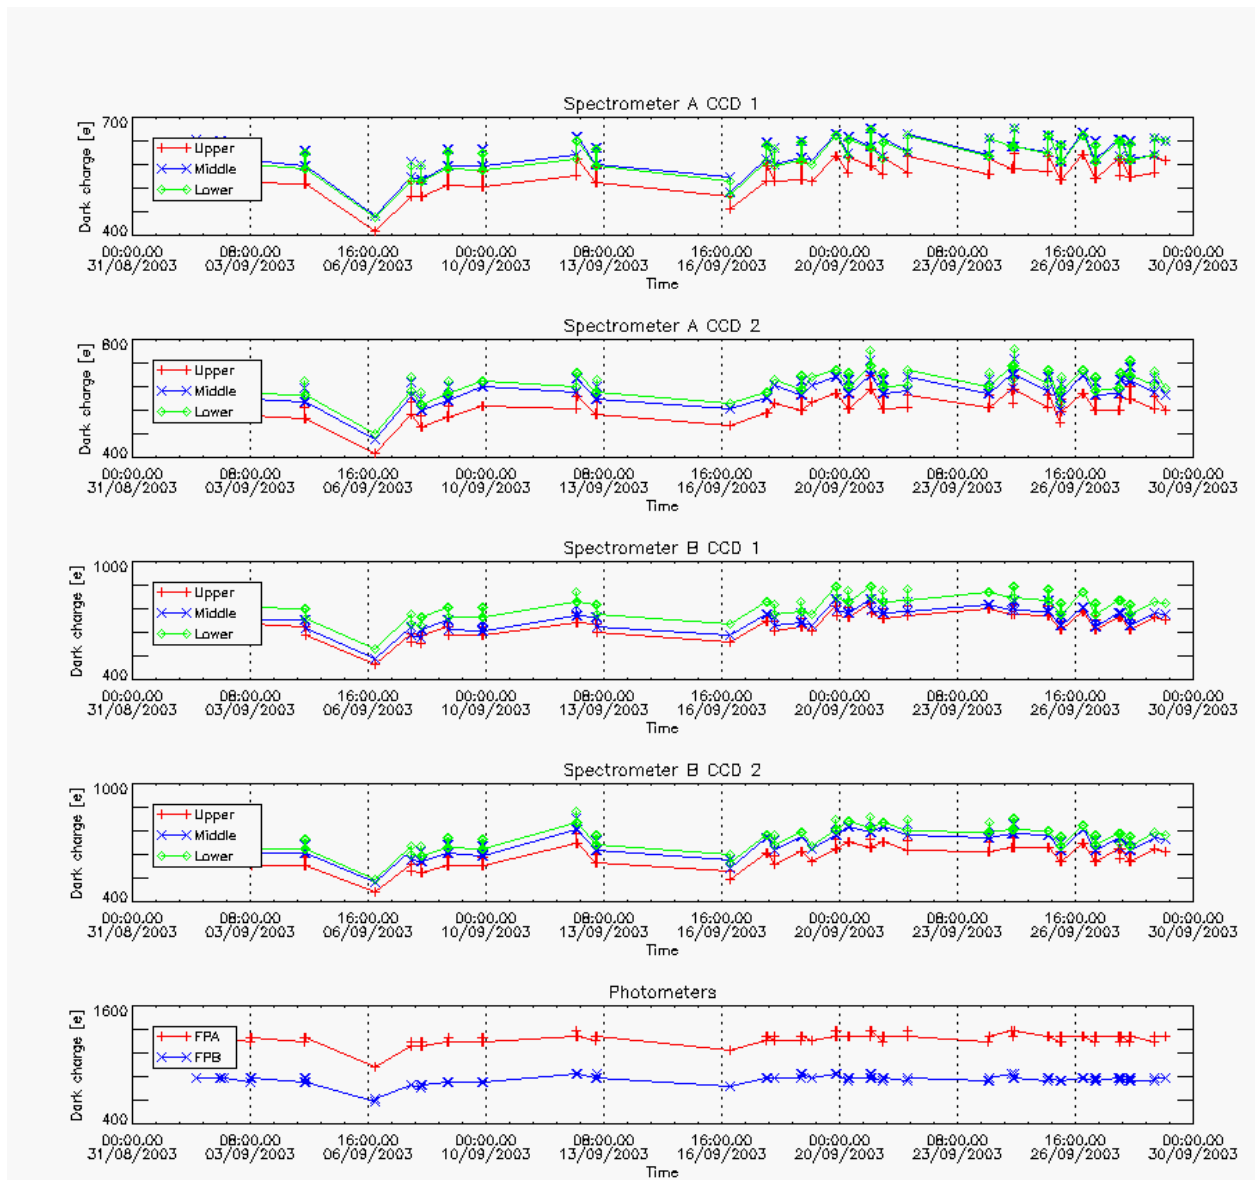 Spectrometer A CCD 1
700
Dark charge [e]
Upper
Middle
Lower
400
00:00.00 08:00.00 16:00.00 00:00.00 08:00.00 16:00.00 00:00.00 08:00.00 16:00.00 00:00.00
31/08/2003 03/09/2003 06/09/2003 10/09/2003 13/09/2003 16/09/2003 20/09/2003 23/09/2003 26/09/2003 30/09/2003
Time
Spectrometer A CCD 2
600
Dark charge [e]
Upper
Middle
Lower
400
00:00.00 08:00.00 16:00.00 00:00.00 08:00.00 16:00.00 00:00.00 08:00.00 16:00.00 00:00.00
31/08/2003 03/09/2003 06/09/2003 10/09/2003 13/09/2003 16/09/2003 20/09/2003 23/09/2003 26/09/2003 30/09/2003
Time
Spectrometer B CCD 1
1000
Dark charge [e]
Upper
Middle
Lower
400
00:00.00 08:00.00 16:00.00 00:00.00 08:00.00 16:00.00 00:00.00 08:00.00 16:00.00 00:00.00
31/08/2003 03/09/2003 06/09/2003 10/09/2003 13/09/2003 16/09/2003 20/09/2003 23/09/2003 26/09/2003 30/09/2003
Time
Spectrometer B CCD 2
1000
Dark charge [e]
Upper
Middle
Lower
400
00:00.00 08:00.00 16:00.00 00:00.00 08:00.00 16:00.00 00:00.00 08:00.00 16:00.00 00:00.00
31/08/2003 03/09/2003 06/09/2003 10/09/2003 13/09/2003 16/09/2003 20/09/2003 23/09/2003 26/09/2003 30/09/2003
Time
Photometers
1600
Dark charge [e]
FPA
FPB
400
00:00.00 08:00.00 16:00.00 00:00.00 08:00.00 16:00.00 00:00.00 08:00.00 16:00.00 00:00.00
31/08/2003 03/09/2003 06/09/2003 10/09/2003 13/09/2003 16/09/2003 20/09/2003 23/09/2003 26/09/2003 30/09/2003
Time